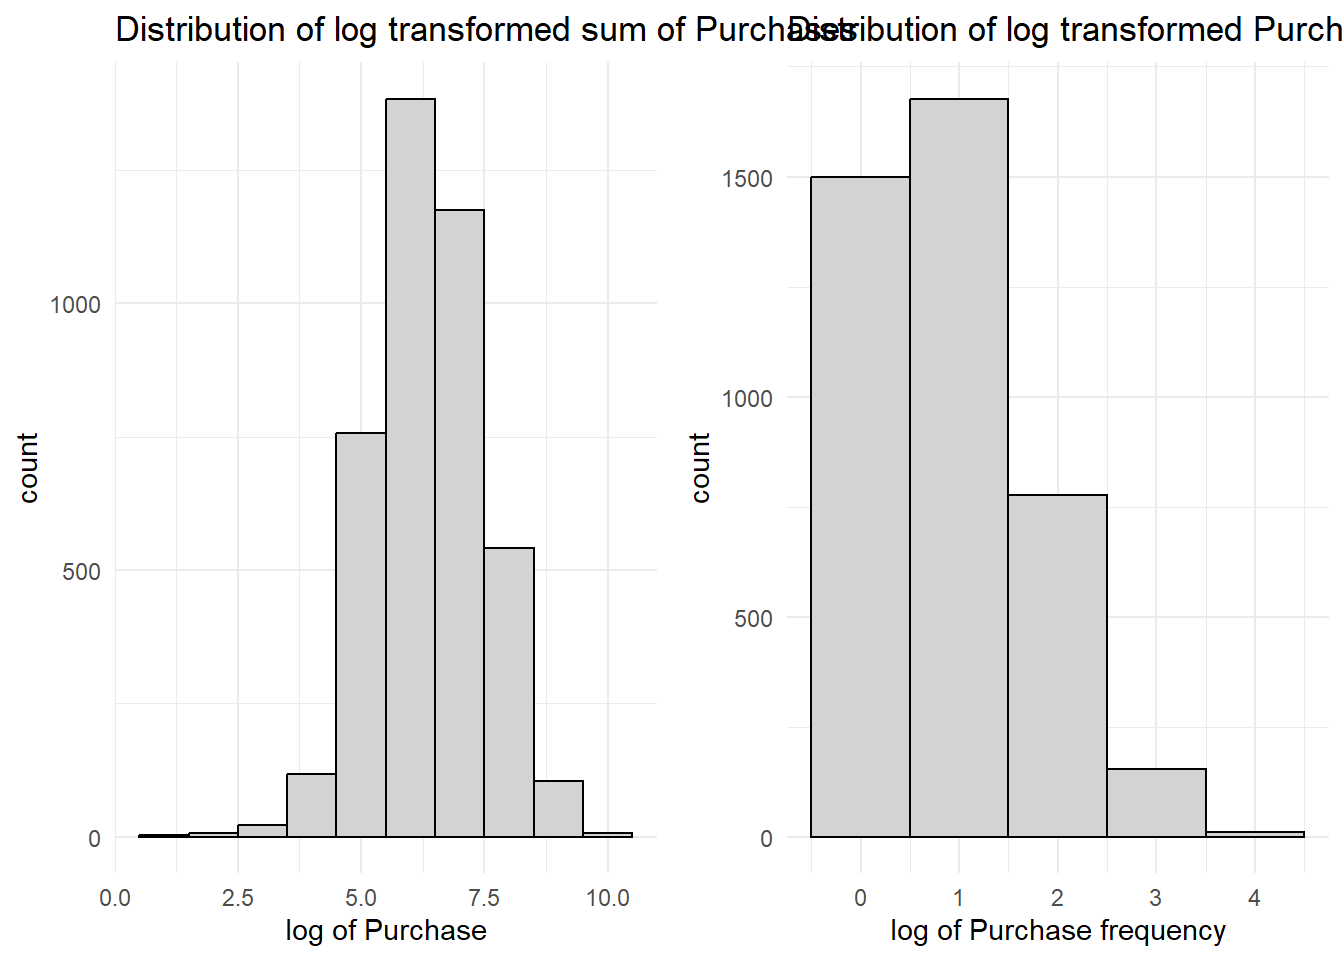 Distribution of log transformed sum of Purchases
Distribution of log transformed Purch
count
1000
500
0
0.0 2.5 5.0 7.5 10.0
log of Purchase
count
1500
1000
500
0
0 1 2 3 4
log of Purchase frequency